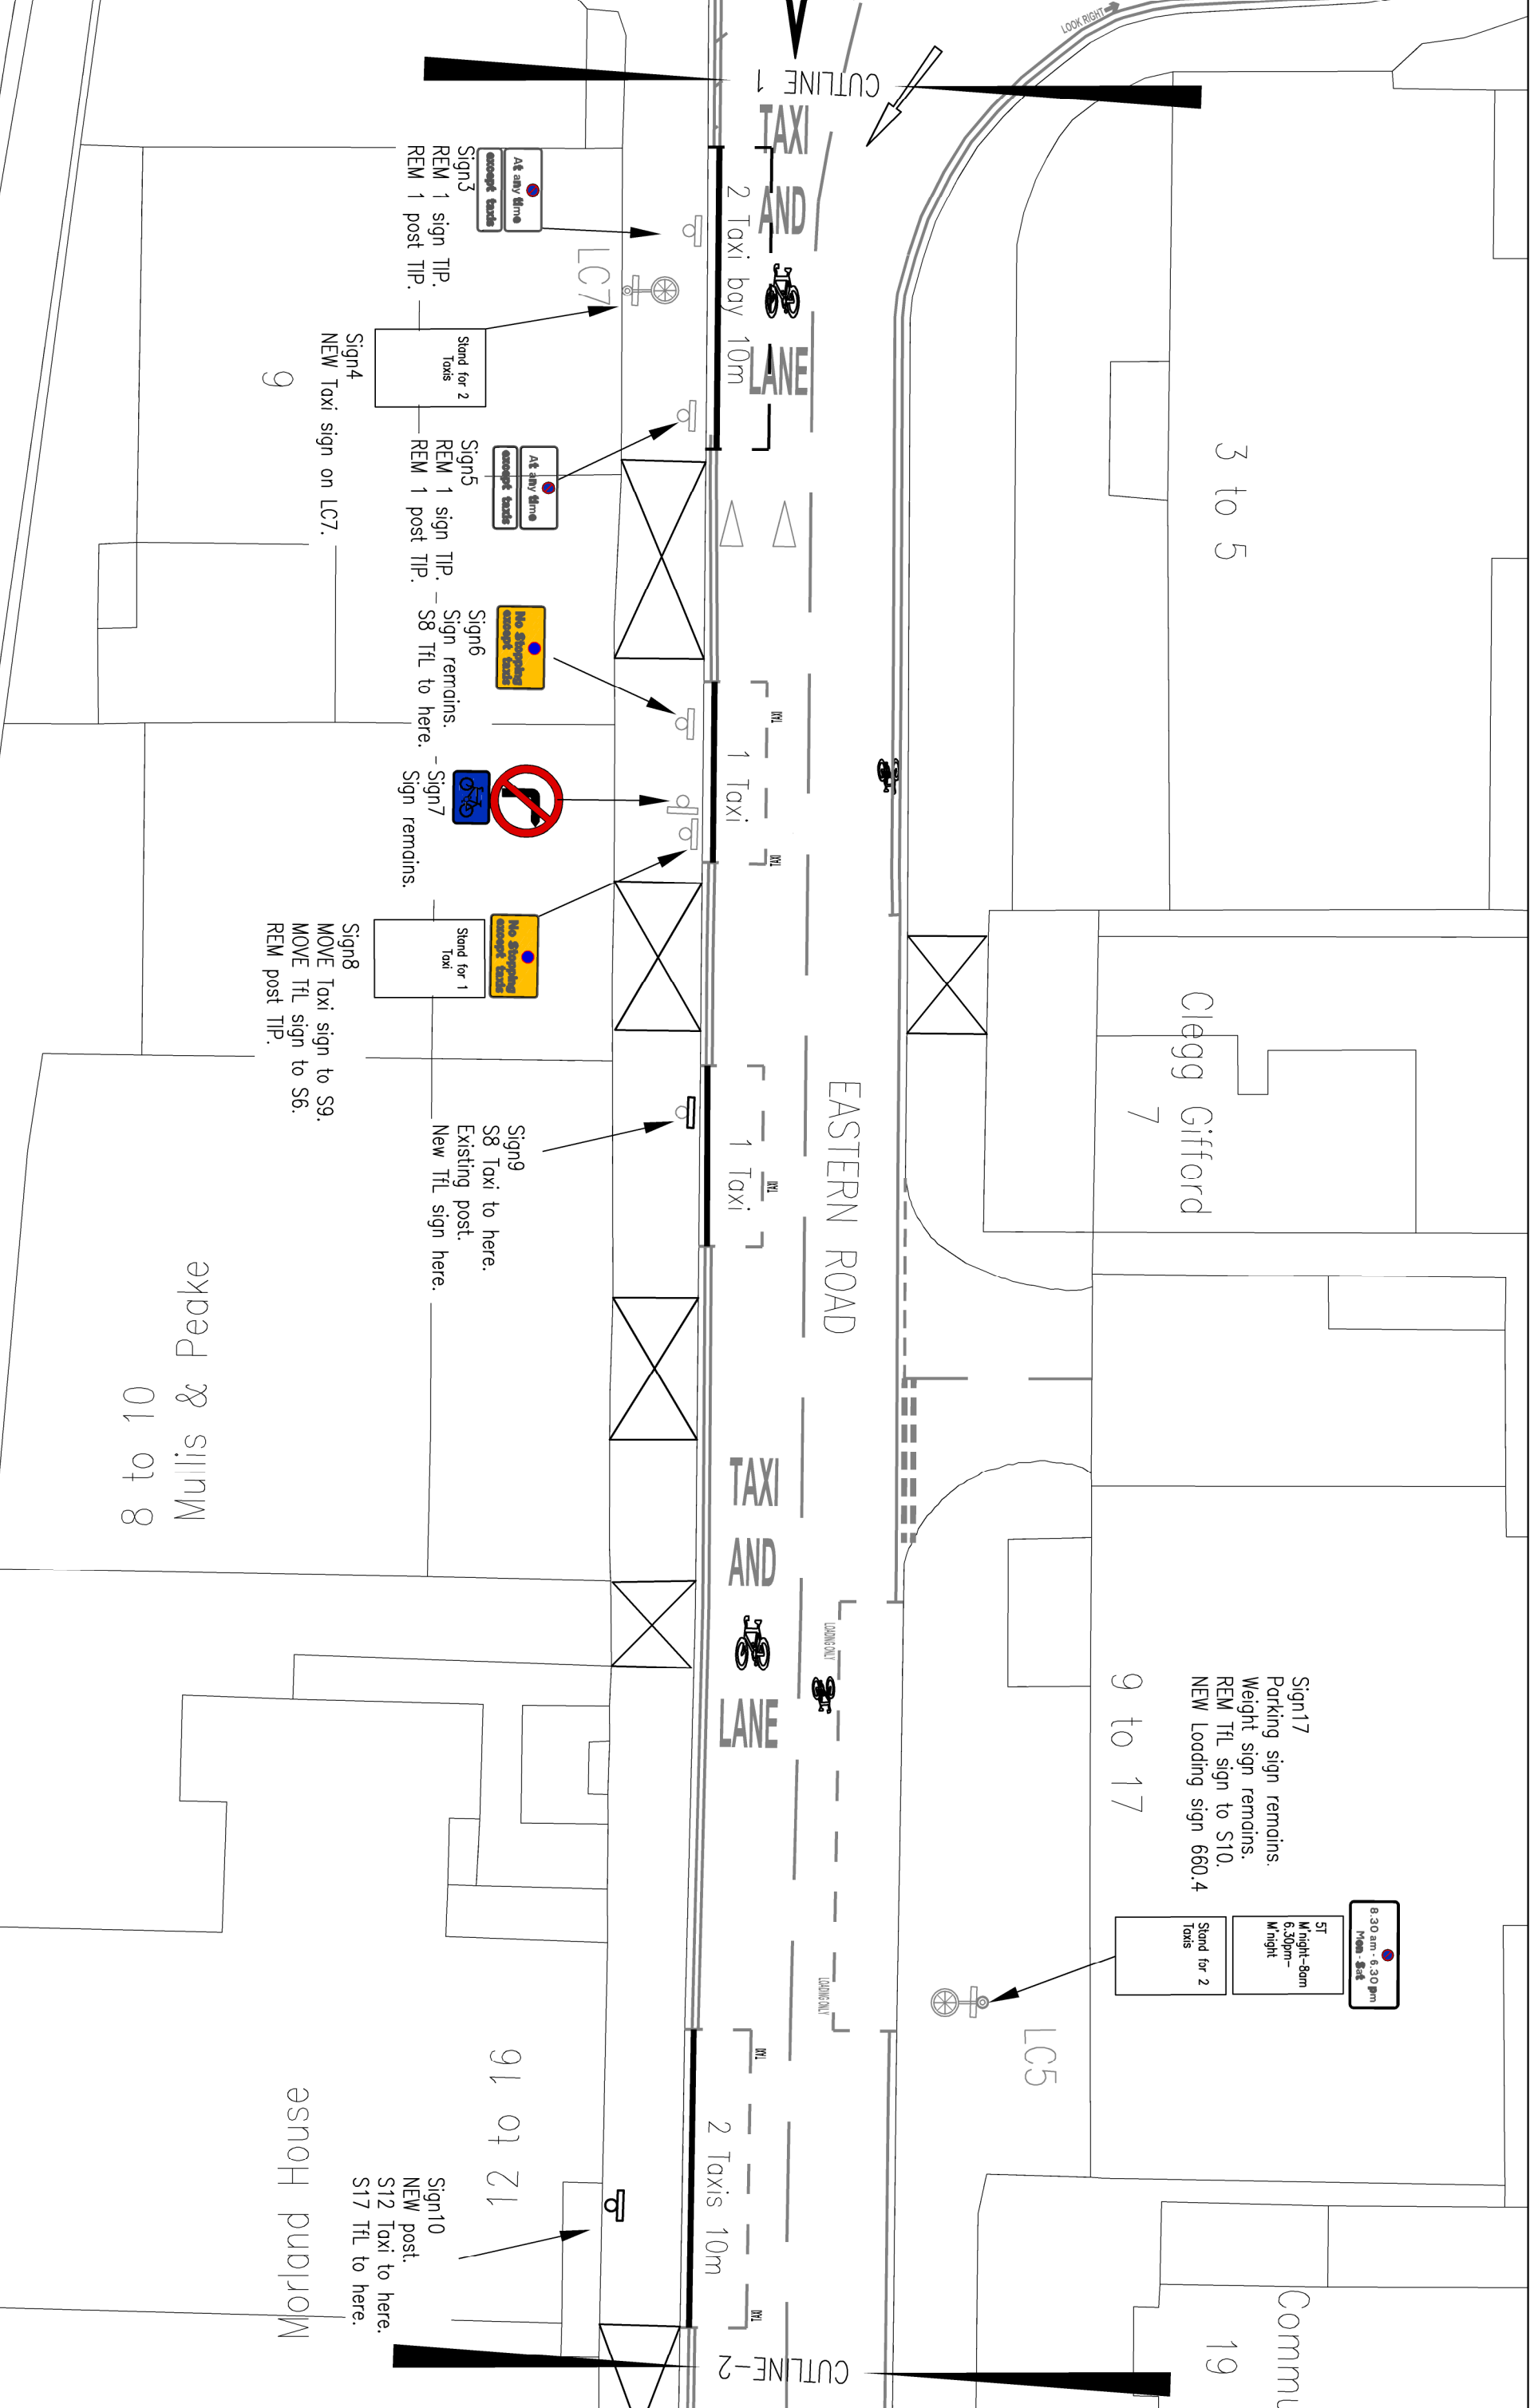 LOOK RIGHT
CUTLINE 1
TAXI
AND
LANE
2 Taxi bay 10m
At any time
except taxis
Sign3
REM 1 sign TIP.
REM 1 post TIP.
LC7
Stand for 2
Taxis
Sign4
NEW Taxi sign on LC7.
9
At any time
except taxis
Sign5
REM 1 sign TIP.
REM 1 post TIP.
3 to 5
No Stopping
except taxis
Sign6
Sign remains.
S8 TfL to here.
TAXI
1 Taxi
TAXI
Sign7
Sign remains.
No Stopping
except taxis
Stand for 1
Taxi
Sign8
MOVE Taxi sign to S9.
MOVE TfL sign to S6.
REM post TIP.
Clegg Gifford
7
EASTERN ROAD
1 Taxi
TAXI
Sign9
S8 Taxi to here.
Existing post.
New TfL sign here.
Mullis & Peake
8 to 10
TAXI
AND
LANE
LOADING ONLY
LOADING ONLY
9 to 17
Sign17
Parking sign remains.
Weight sign remains.
REM TfL sign to S10.
NEW Loading sign 660.4
8.30 am - 6.30 pm
Mon - Sat
5T
M'night-8am
6.30pm-
M'night
Stand for 2
Taxis
LC5
TAXI
2 Taxis 10m
TAXI
12 to 16
Morland House
Sign10
NEW post.
S12 Taxi to here.
S17 TfL to here.
CUTLINE-2
19